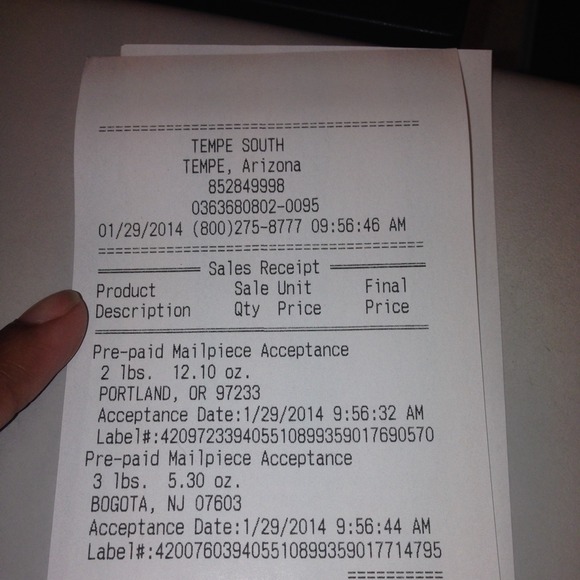 ====================================
TEMPE SOUTH
TEMPE, Arizona
852849998
0363680802-0095
01/29/2014 (800)275-8777 09:56:46 AM
====================================
Sales Receipt
Product Sale Unit Final
Description Qty Price Price
Pre-paid Mailpiece Acceptance
2 lbs. 12.10 oz.
PORTLAND, OR 97233
Acceptance Date:1/29/2014 9:56:32 AM
Label#:420972339405510899359017690570
Pre-paid Mailpiece Acceptance
3 lbs. 5.30 oz.
BOGOTA, NJ 07603
Acceptance Date:1/29/2014 9:56:44 AM
Label#:420076039405510899359017714795
==========